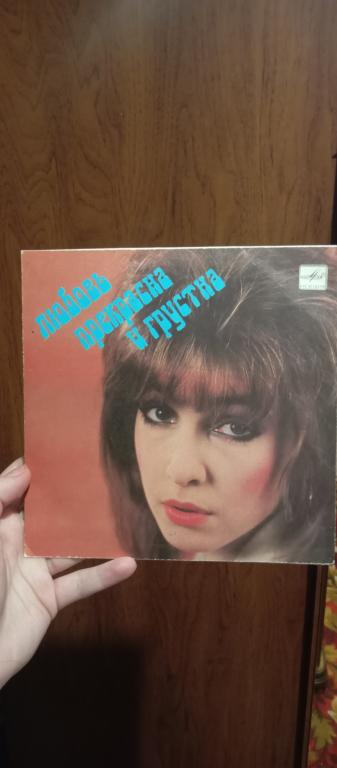 любовь
прекрасна
и грустна